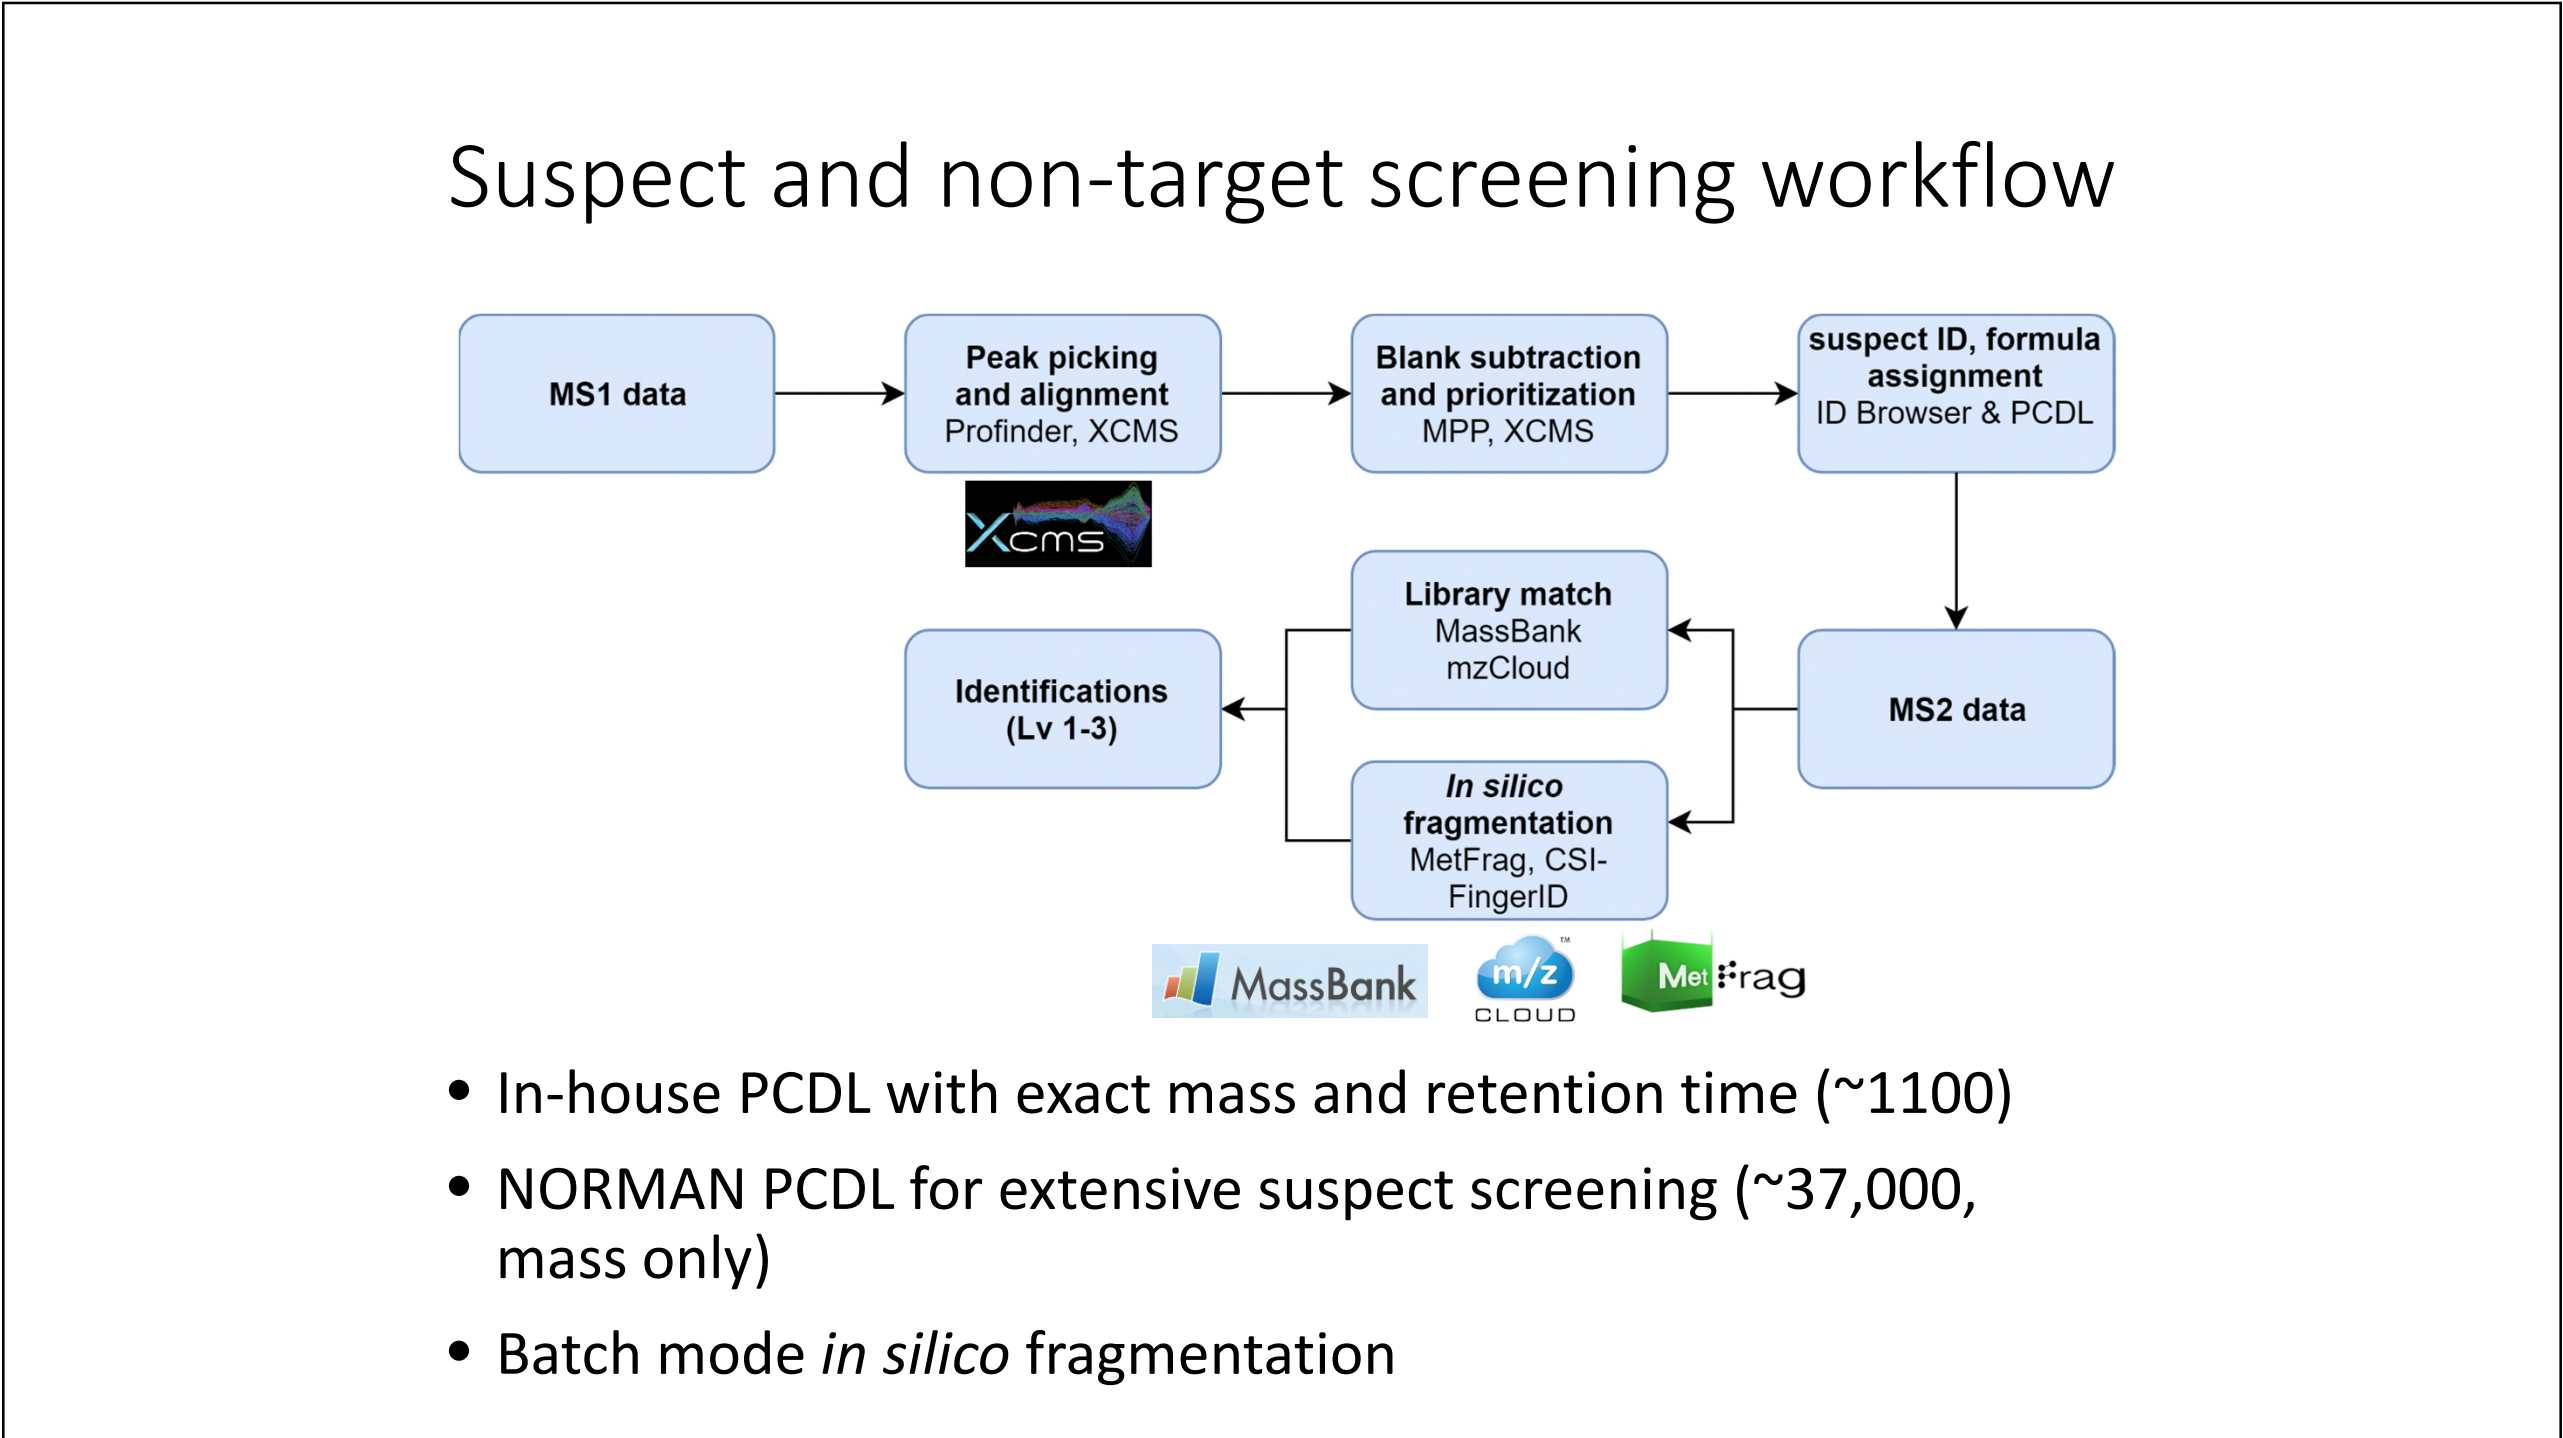 Suspect and non-target screening workflow
MS1 data
Peak picking
and alignment
Profinder, XCMS
Blank subtraction
and prioritization
MPP, XCMS
suspect ID, formula
assignment
ID Browser & PCDL
Xcms
Library match
MassBank
mzCloud
Identifications
(Lv 1-3)
MS2 data
In silico
fragmentation
MetFrag, CSI-
FingerID
MassBank
m/z
TM
CLOUD
Met Frag
• In-house PCDL with exact mass and retention time (~1100)
• NORMAN PCDL for extensive suspect screening (~37,000,
mass only)
• Batch mode in silico fragmentation